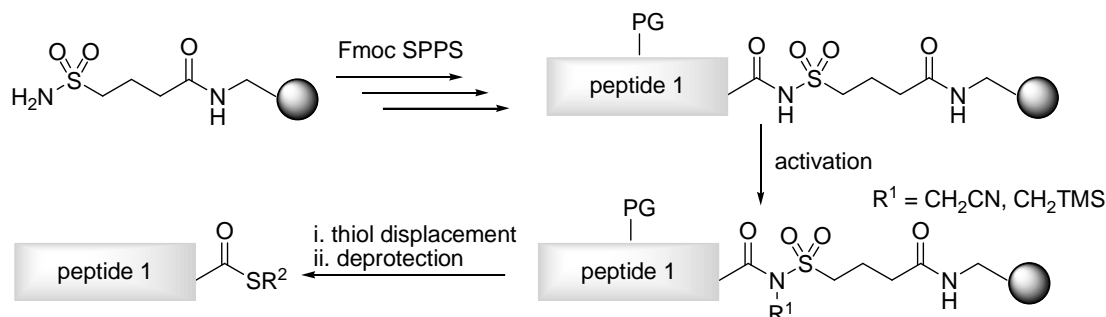 PG
O O
S
H2N
O
N
H
Fmoc SPPS
peptide 1
O
N
H
O O
S
O
N
H
activation
R¹ = CH₂CN, CH₂TMS
PG
peptide 1
O
SR²
i. thiol displacement
ii. deprotection
peptide 1
O
N
R¹
O O
S
O
N
H